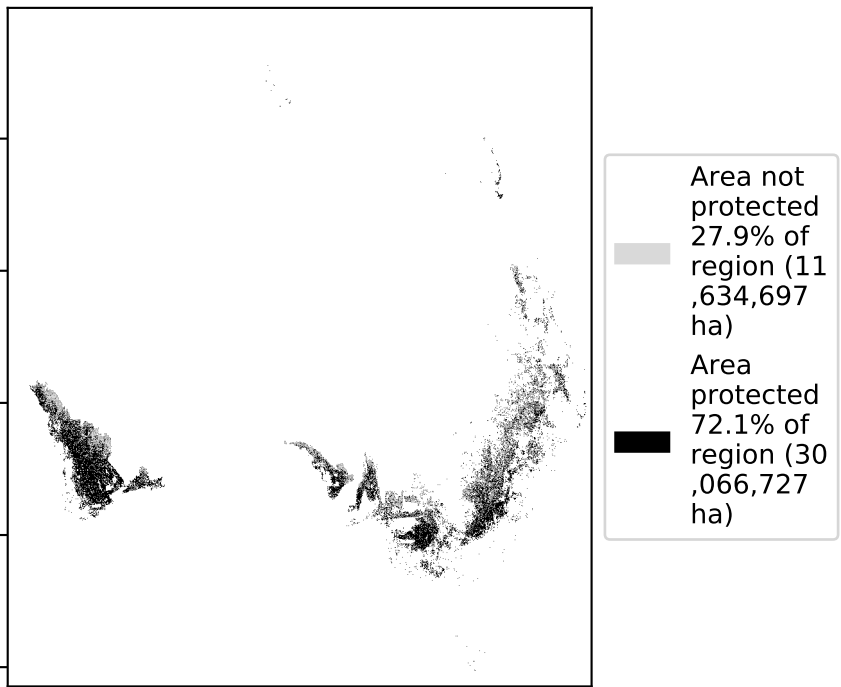 Area not
protected
27.9% of
region (11
,634,697
ha)
Area
protected
72.1% of
region (30
,066,727
ha)